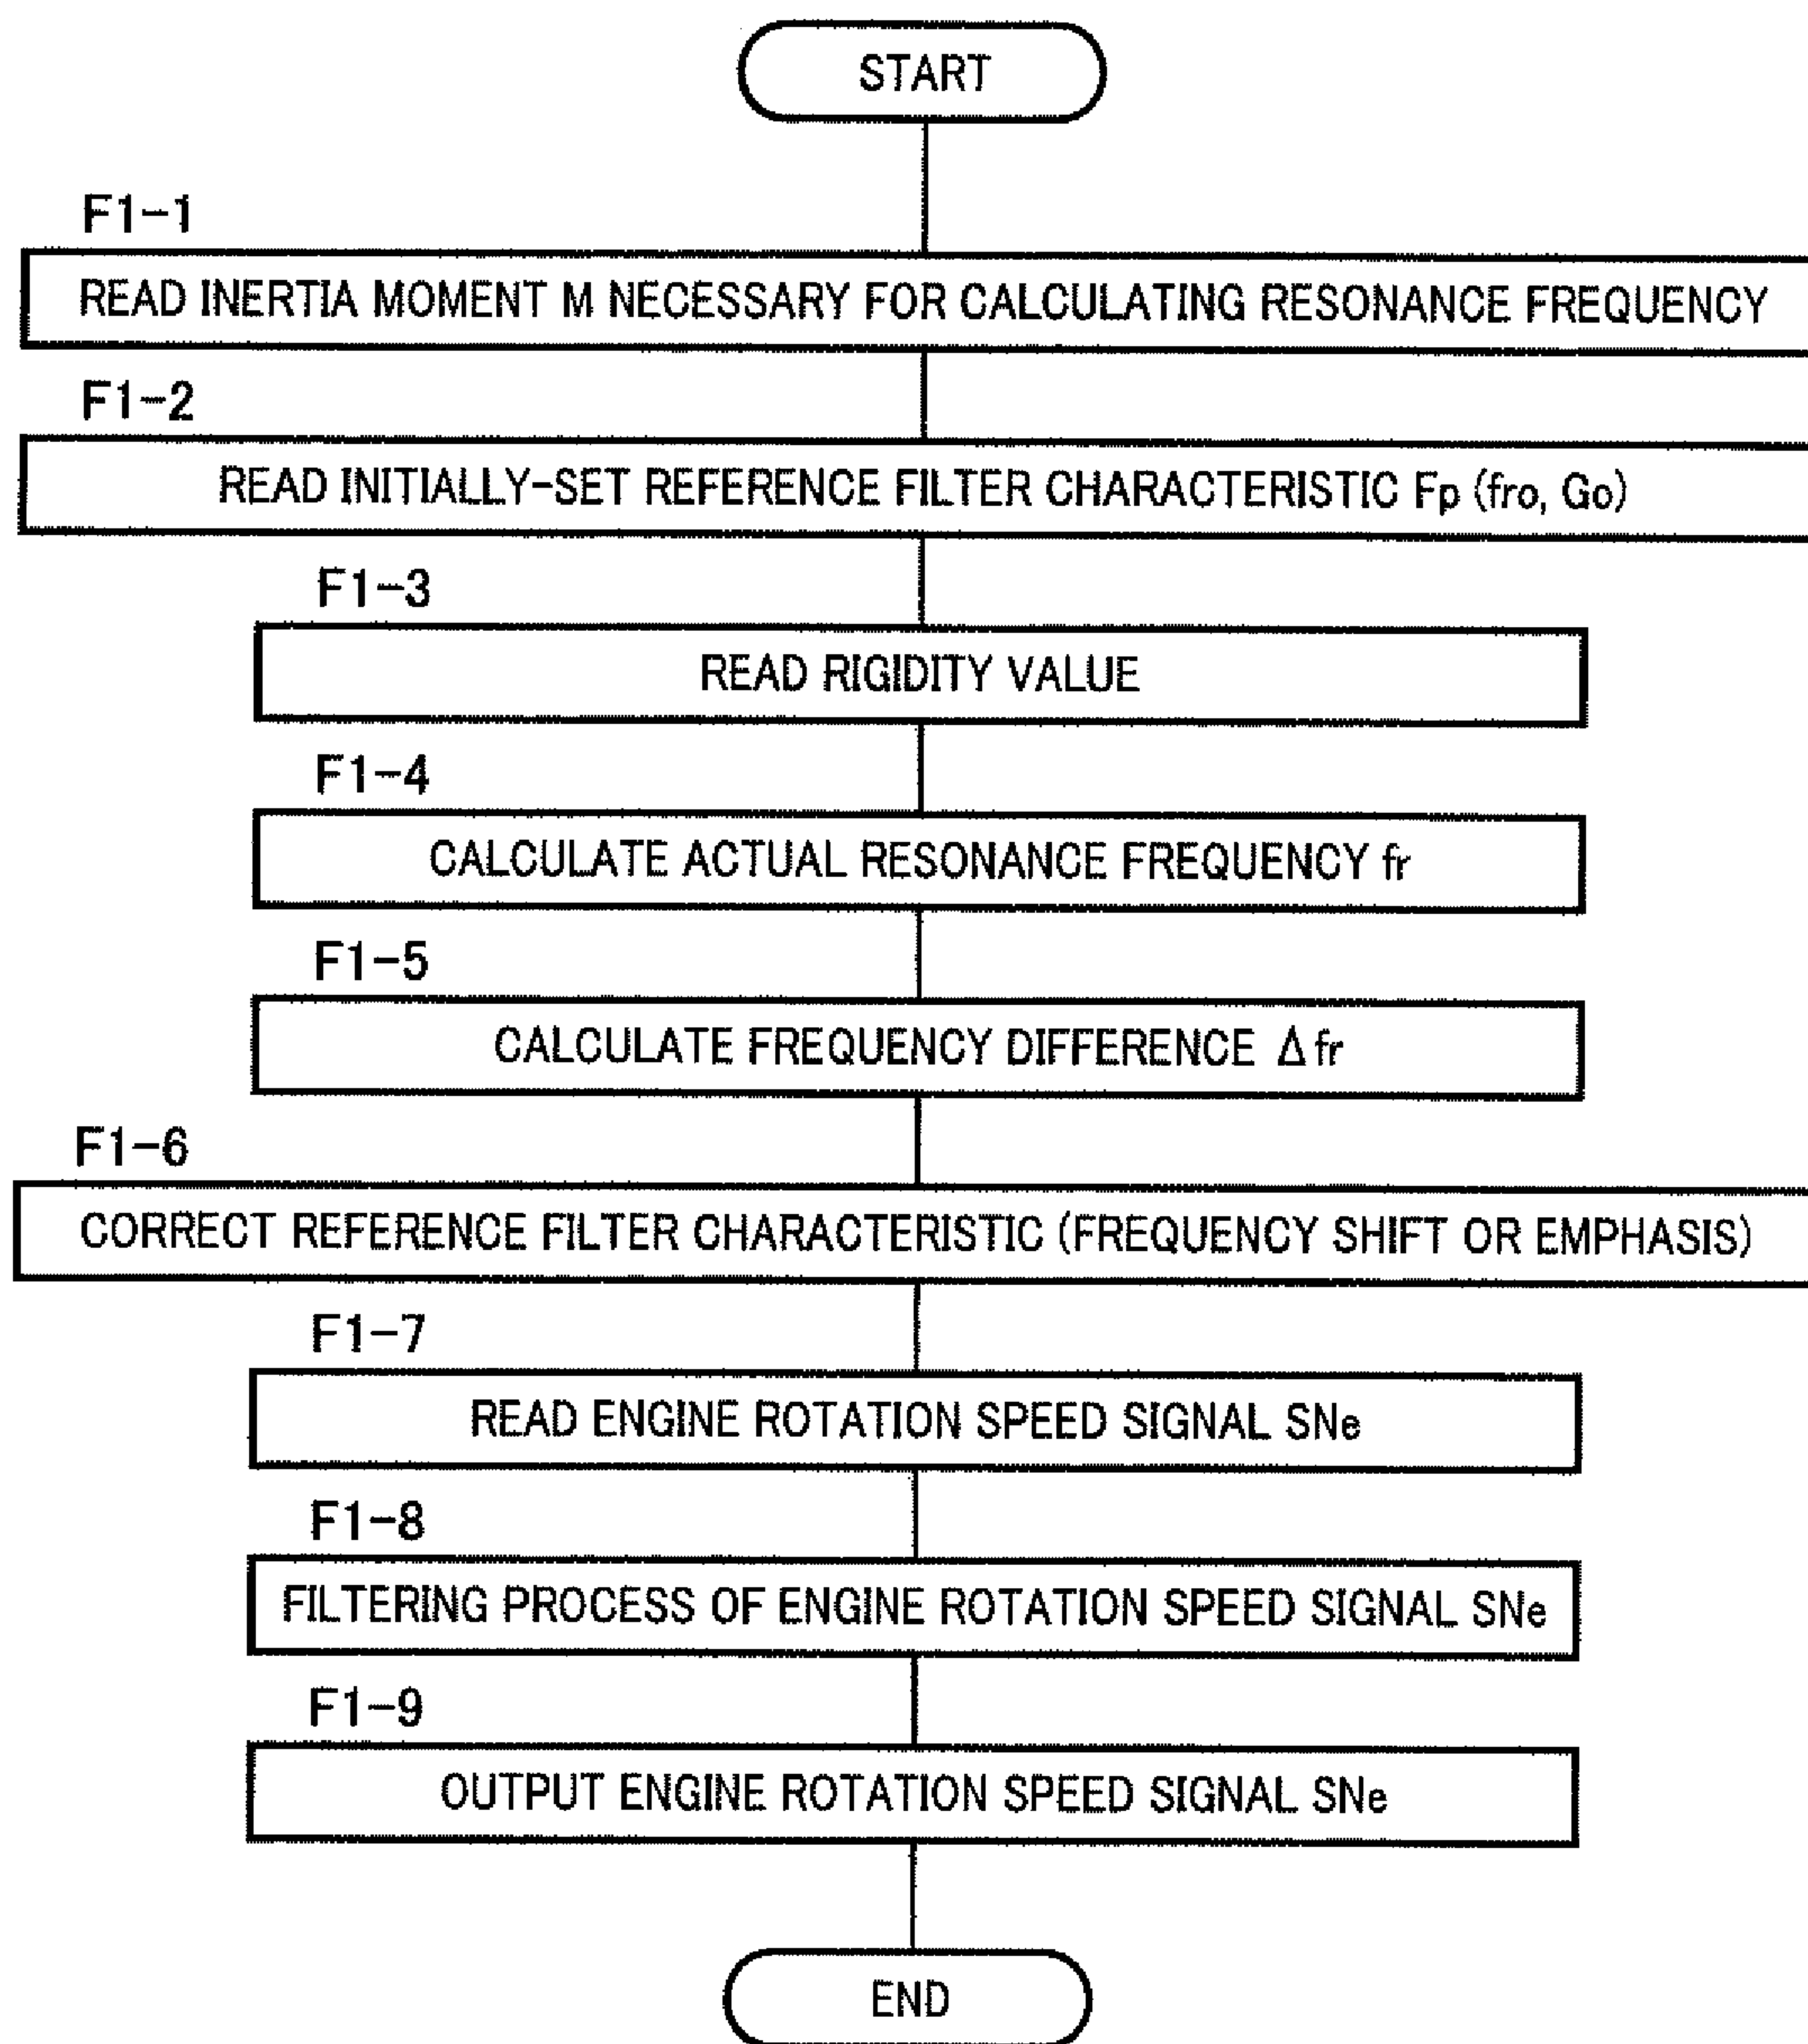 START
F1-1
READ INERTIA MOMENT M NECESSARY FOR CALCULATING RESONANCE FREQUENCY
F1-2
READ INITIALLY-SET REFERENCE FILTER CHARACTERISTIC Fp (fro, Go)
F1-3
READ RIGIDITY VALUE
F1-4
CALCULATE ACTUAL RESONANCE FREQUENCY fr
F1-5
CALCULATE FREQUENCY DIFFERENCE Δfr
F1-6
CORRECT REFERENCE FILTER CHARACTERISTIC (FREQUENCY SHIFT OR EMPHASIS)
F1-7
READ ENGINE ROTATION SPEED SIGNAL SNe
F1-8
FILTERING PROCESS OF ENGINE ROTATION SPEED SIGNAL SNe
F1-9
OUTPUT ENGINE ROTATION SPEED SIGNAL SNe
END